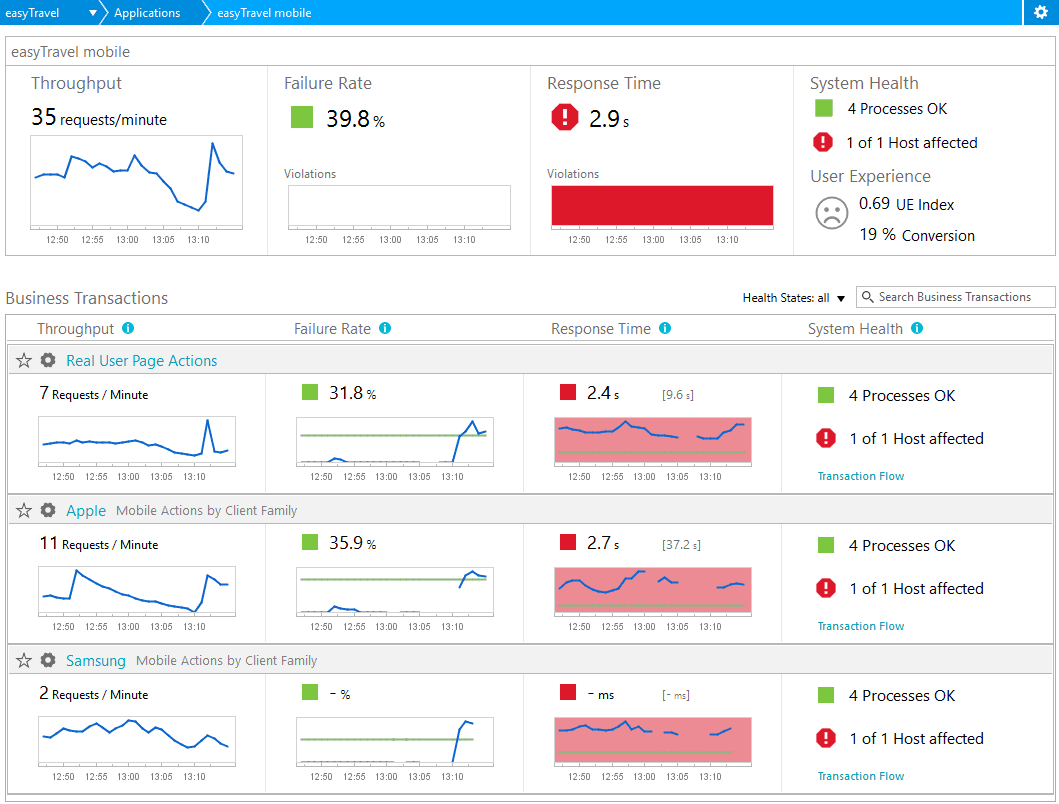 easyTravel Applications easyTravel mobile
easyTravel mobile
Throughput Failure Rate Response Time System Health
35 requests/minute 39.8 % 2.9 s 4 Processes OK
1 of 1 Host affected
Violations Violations User Experience
0.69 UE Index
19 % Conversion
12:50 12:55 13:00 13:05 13:10 12:50 12:55 13:00 13:05 13:10 12:50 12:55 13:00 13:05 13:10
Business Transactions Health States: all Search Business Transactions
Throughput Failure Rate Response Time System Health
Real User Page Actions
7 Requests / Minute 31.8 % 2.4 s [9.6 s] 4 Processes OK
1 of 1 Host affected
12:50 12:55 13:00 13:05 13:10 12:50 12:55 13:00 13:05 13:10 12:50 12:55 13:00 13:05 13:10 Transaction Flow
Apple Mobile Actions by Client Family
11 Requests / Minute 35.9 % 2.7 s [37.2 s] 4 Processes OK
1 of 1 Host affected
12:50 12:55 13:00 13:05 13:10 12:50 12:55 13:00 13:05 13:10 12:50 12:55 13:00 13:05 13:10 Transaction Flow
Samsung Mobile Actions by Client Family
2 Requests / Minute - % - ms [- ms] 4 Processes OK
1 of 1 Host affected
12:50 12:55 13:00 13:05 13:10 12:50 12:55 13:00 13:05 13:10 12:50 12:55 13:00 13:05 13:10 Transaction Flow